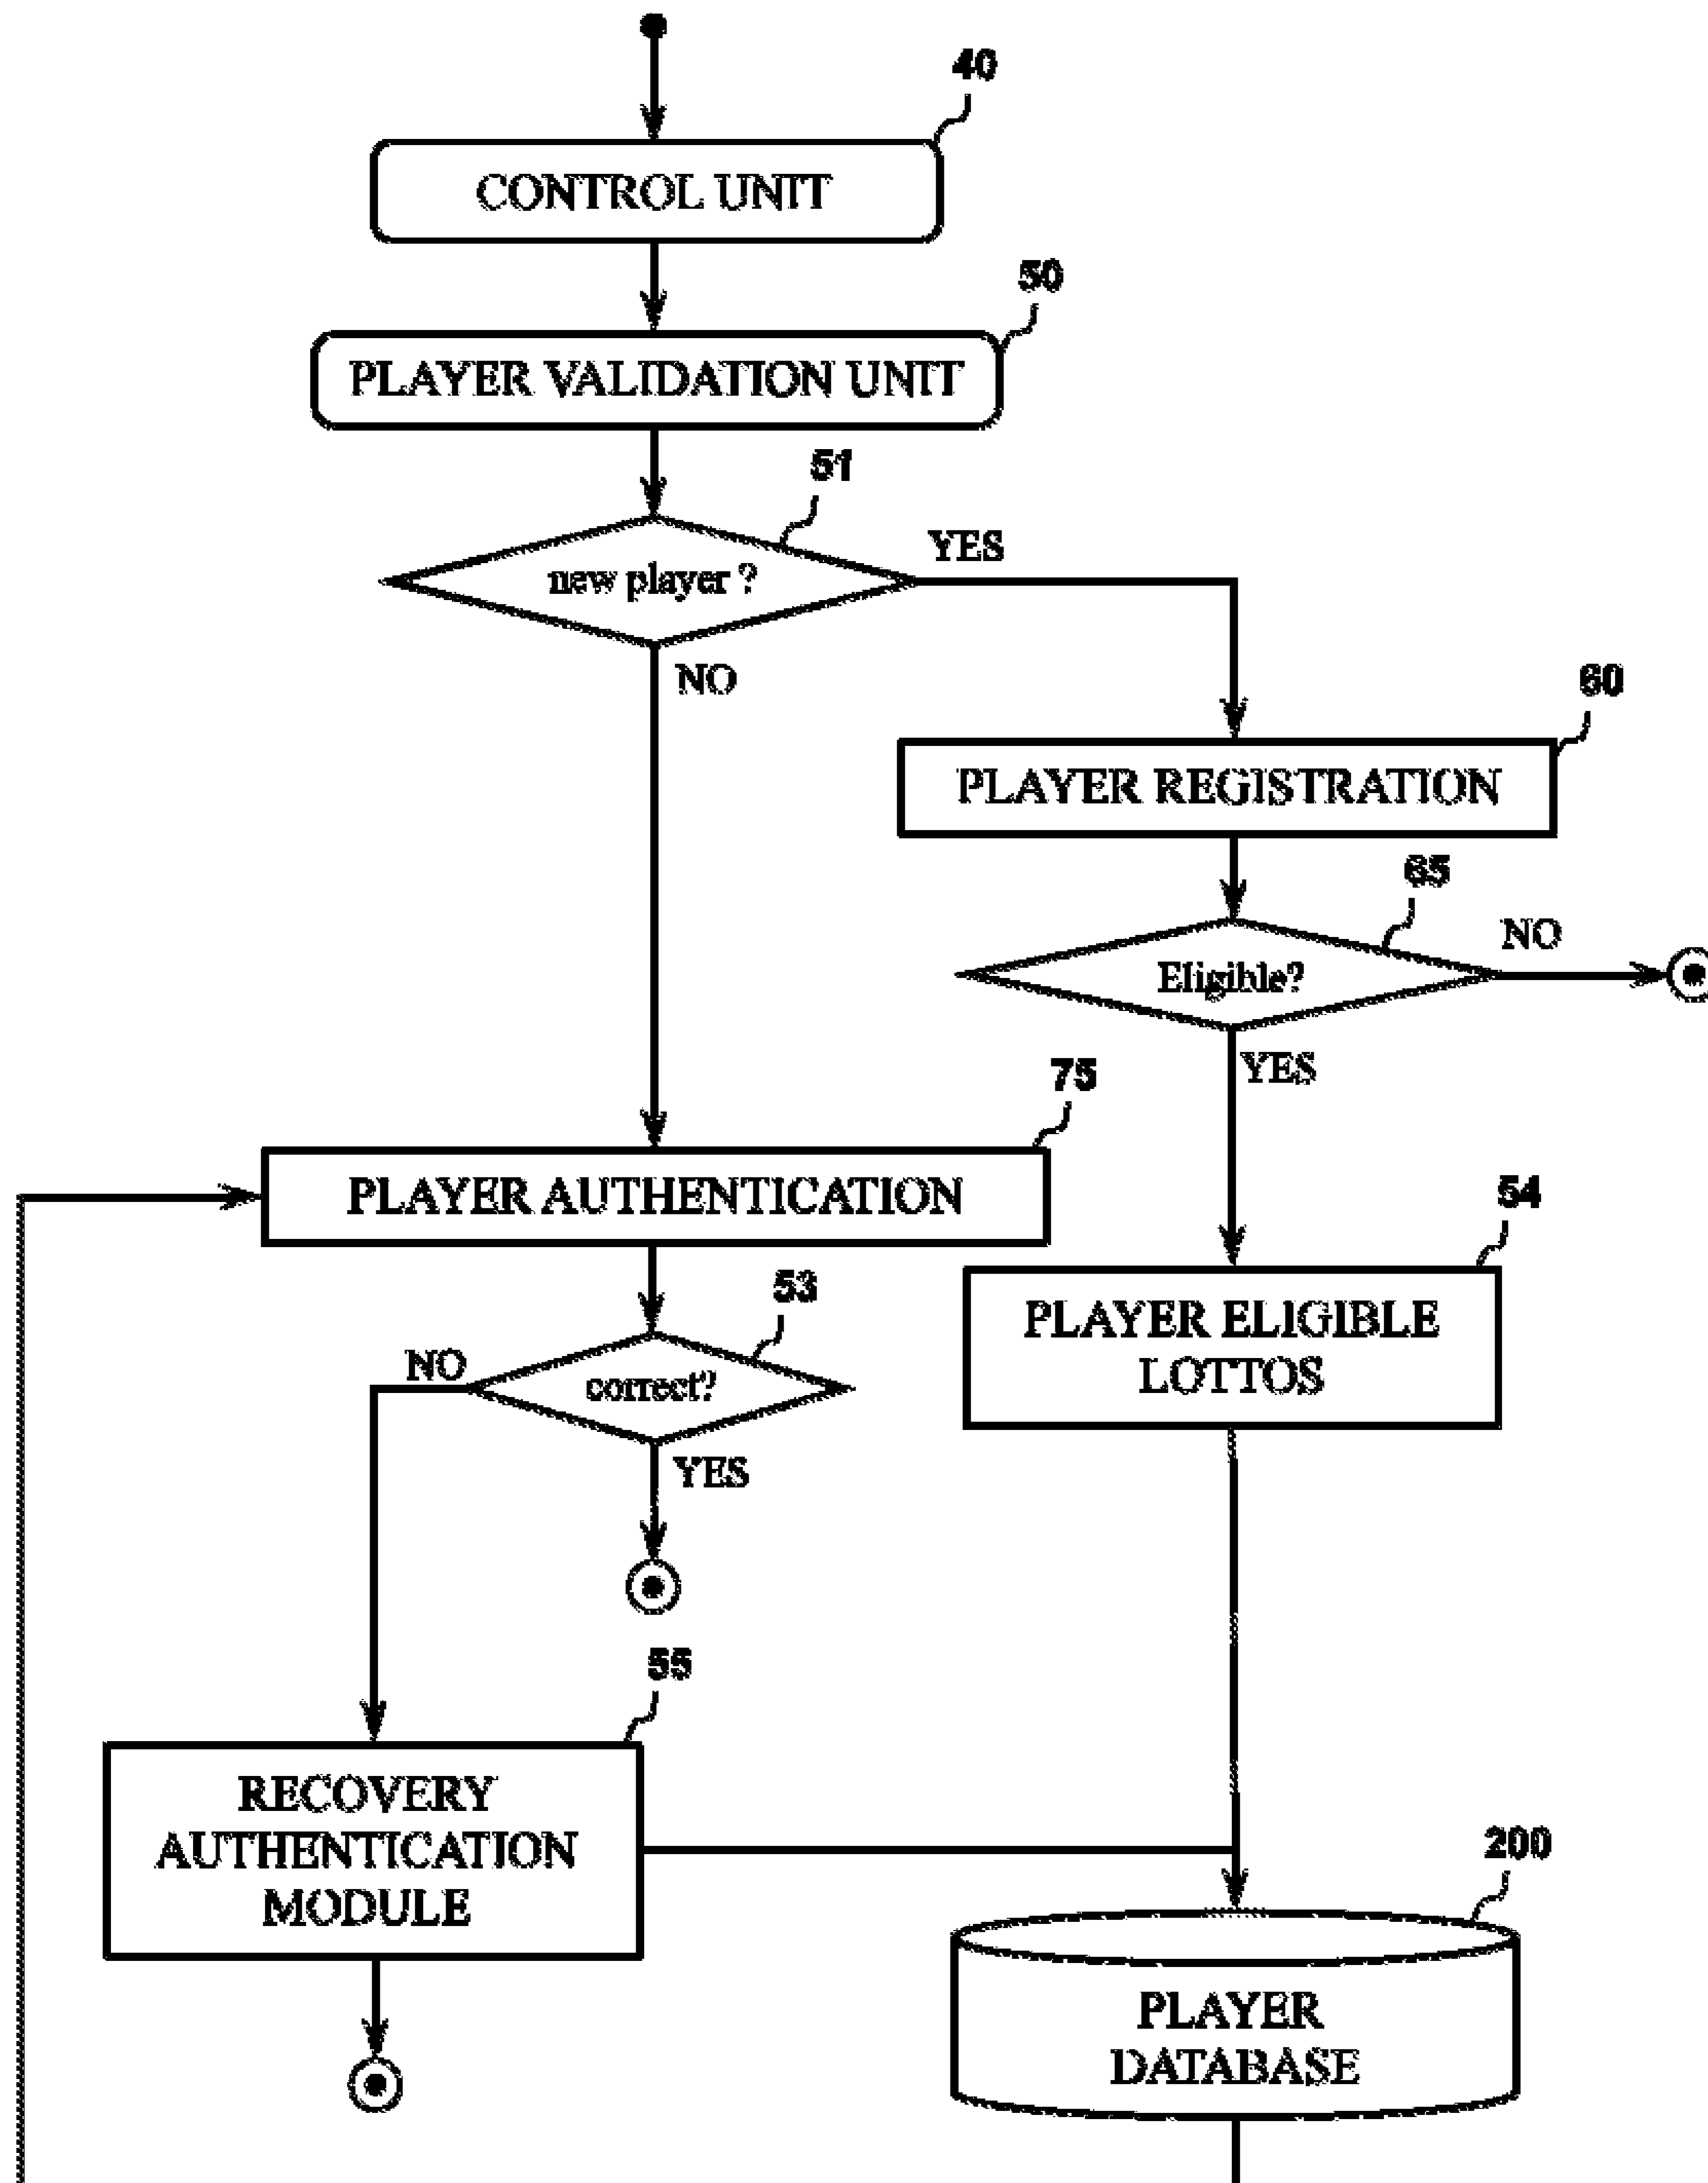 40
CONTROL UNIT
50
PLAYER VALIDATION UNIT
51
new player ?
YES
NO
60
PLAYER REGISTRATION
65
Eligible?
NO
YES
75
PLAYER AUTHENTICATION
54
PLAYER ELIGIBLE
LOTTOS
53
correct?
NO
YES
55
RECOVERY
AUTHENTICATION
MODULE
200
PLAYER
DATABASE